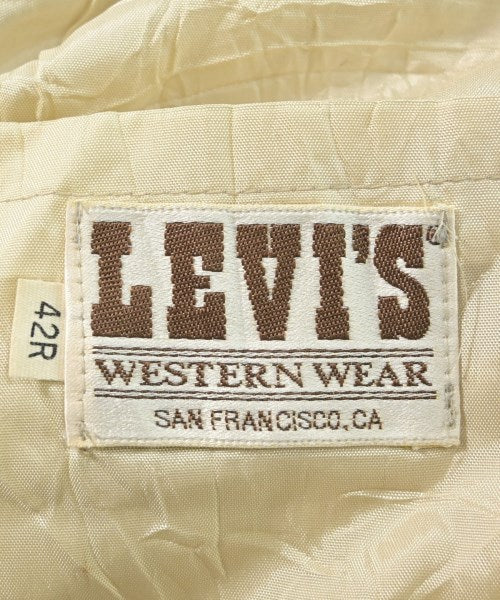 LEVI'S
WESTERN WEAR
SAN FRANCISCO, CA
42R